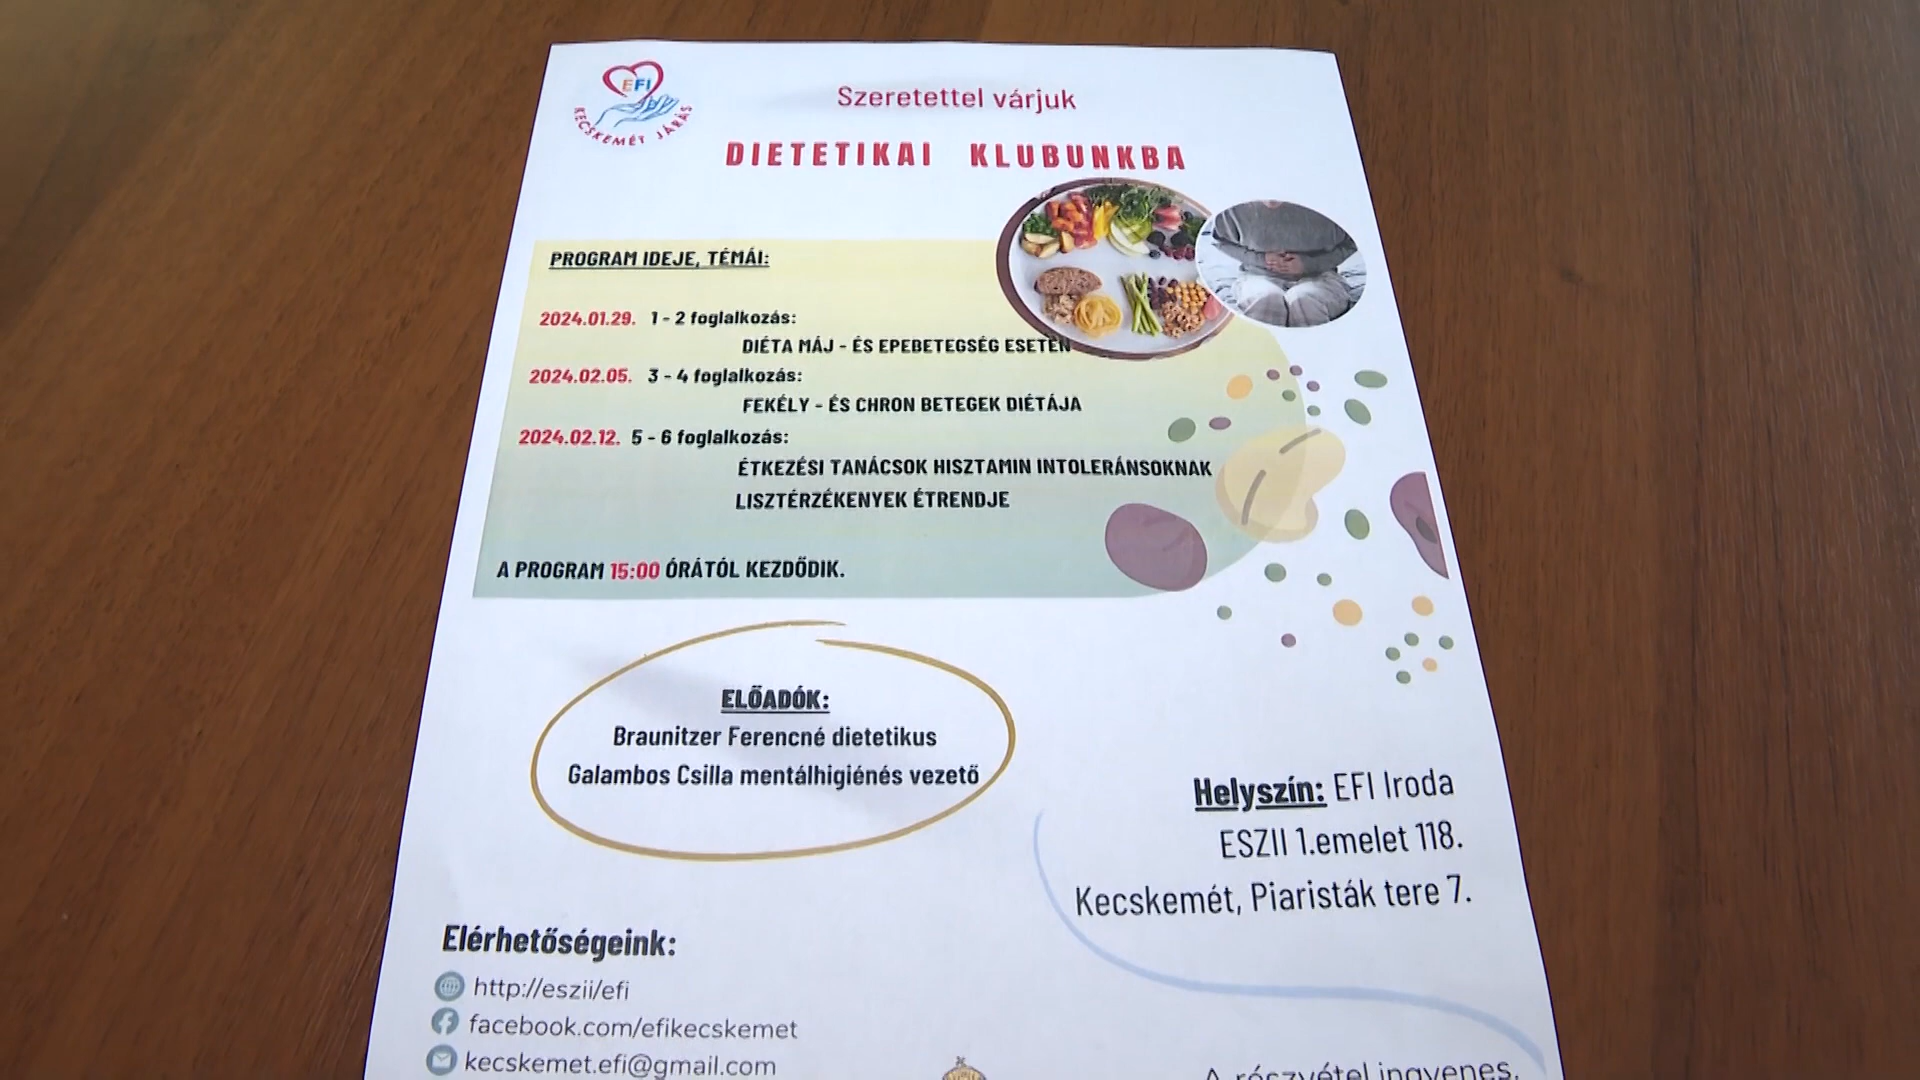 EFI
KECSKEMÉT JÁRÁS
Szeretettel várjuk
DIETETIKAI KLUBUNKBA
PROGRAM IDEJE, TÉMÁI:
2024.01.29. 1 - 2 foglalkozás:
DIÉTA MÁJ - ÉS EPEBETEGSÉG ESETÉN
2024.02.05. 3 - 4 foglalkozás:
FEKÉLY - ÉS CHRON BETEGEK DIÉTÁJA
2024.02.12. 5 - 6 foglalkozás:
ÉTKEZÉSI TANÁCSOK HISZTAMIN INTOLERÁNSOKNAK
LISZTÉRZÉKENYEK ÉTRENDJE
A PROGRAM 15:00 ÓRÁTÓL KEZDŐDIK.
ELŐADÓK:
Braunitzer Ferencné dietetikus
Galambos Csilla mentálhigiénés vezető
Helyszín: EFI Iroda
ESZII 1.emelet 118.
Kecskemét, Piaristák tere 7.
Elérhetőségeink:
http://eszii/efi
facebook.com/efikecskemet
kecskemet.efi@gmail.com
A részvétel ingyenes.